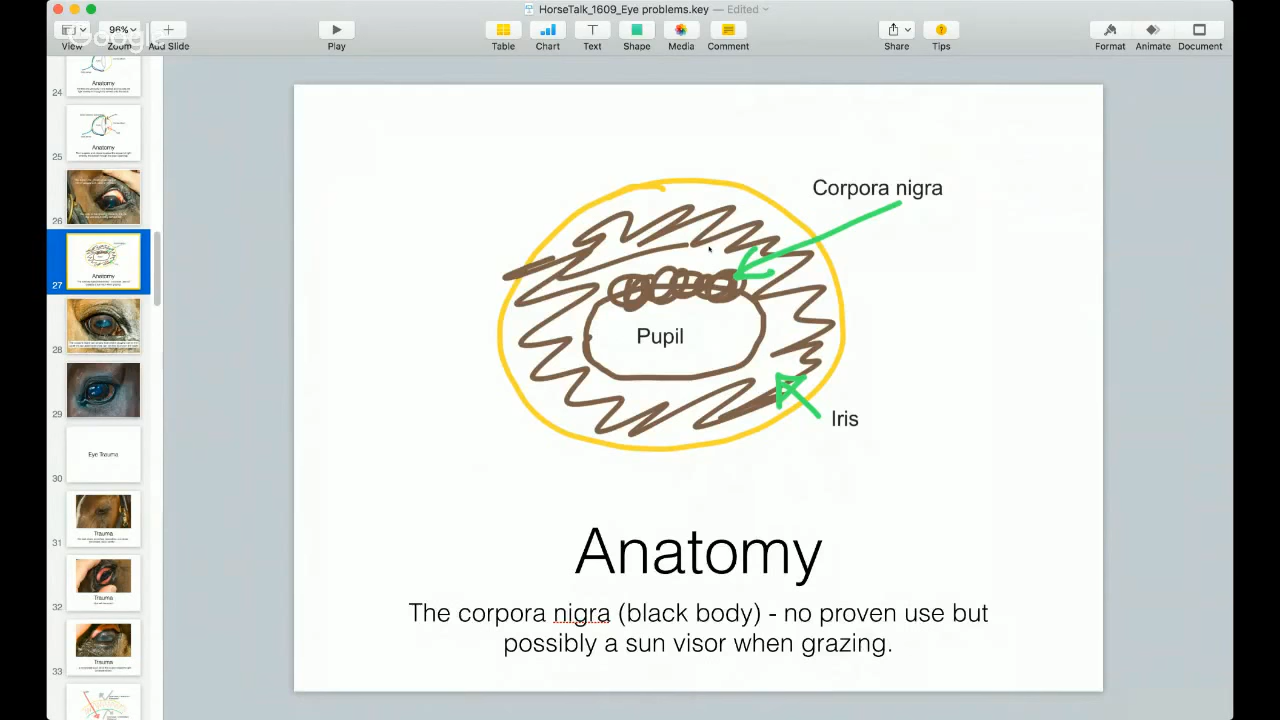 HorseTalk_1609_Eye problems.key — Edited
96%
Google
View
Zoom
Add Slide
Play
Table
Chart
Text
Shape
Media
Comment
Share
Tips
Format
Animate
Document
24
Anatomy
25
Anatomy
26
27
Anatomy
28
29
30
Eye Trauma
31
Trauma
32
Trauma
33
Trauma
Corpora nigra
Pupil
Iris
Anatomy
The corpora nigra (black body) - no proven use but
possibly a sun visor when grazing.